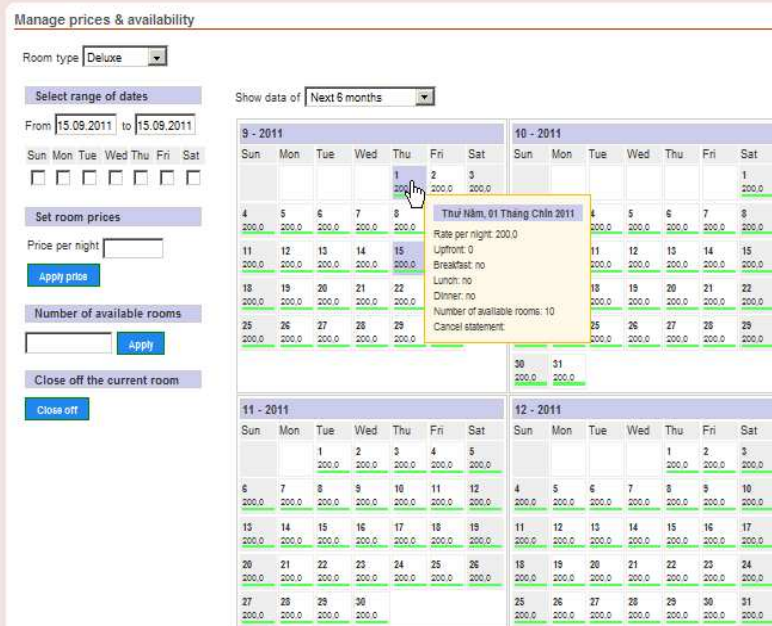 Manage prices & availability
Room type Deluxe
Select range of dates
From 15.09.2011 to 15.09.2011
Sun Mon Tue Wed Thu Fri Sat
Set room prices
Price per night
Apply price
Number of available rooms
Apply
Close off the current room
Close off
Show data of Next 6 months
9 - 2011
Sun Mon Tue Wed Thu Fri Sat
1 2 3
200,0 200,0
4 5 6 7 8
200,0 200,0 200,0 200,0 200,0
11 12 13 14 15
200,0 200,0 200,0 200,0 200,0
18 19 20 21 22
200,0 200,0 200,0 200,0 200,0
25 26 27 28 29
200,0 200,0 200,0 200,0 200,0
Thứ Năm, 01 Tháng Chín 2011
Rate per night: 200,0
Upfront: 0
Breakfast: no
Lunch: no
Dinner: no
Number of available rooms: 10
Cancel statement:
10 - 2011
Sun Mon Tue Wed Thu Fri Sat
1
200,0
4 5 6 7 8
200,0 200,0 200,0 200,0 200,0
11 12 13 14 15
200,0 200,0 200,0 200,0 200,0
18 19 20 21 22
200,0 200,0 200,0 200,0 200,0
25 26 27 28 29
200,0 200,0 200,0 200,0 200,0
30 31
200,0 200,0
11 - 2011
Sun Mon Tue Wed Thu Fri Sat
1 2 3 4 5
200,0 200,0 200,0 200,0 200,0
6 7 8 9 10 11 12
200,0 200,0 200,0 200,0 200,0 200,0 200,0
13 14 15 16 17 18 19
200,0 200,0 200,0 200,0 200,0 200,0 200,0
20 21 22 23 24 25 26
200,0 200,0 200,0 200,0 200,0 200,0 200,0
27 28 29 30
200,0 200,0 200,0 200,0
12 - 2011
Sun Mon Tue Wed Thu Fri Sat
1 2 3
200,0 200,0 200,0
4 5 6 7 8 9 10
200,0 200,0 200,0 200,0 200,0 200,0 200,0
11 12 13 14 15 16 17
200,0 200,0 200,0 200,0 200,0 200,0 200,0
18 19 20 21 22 23 24
200,0 200,0 200,0 200,0 200,0 200,0 200,0
25 26 27 28 29 30 31
200,0 200,0 200,0 200,0 200,0 200,0 200,0